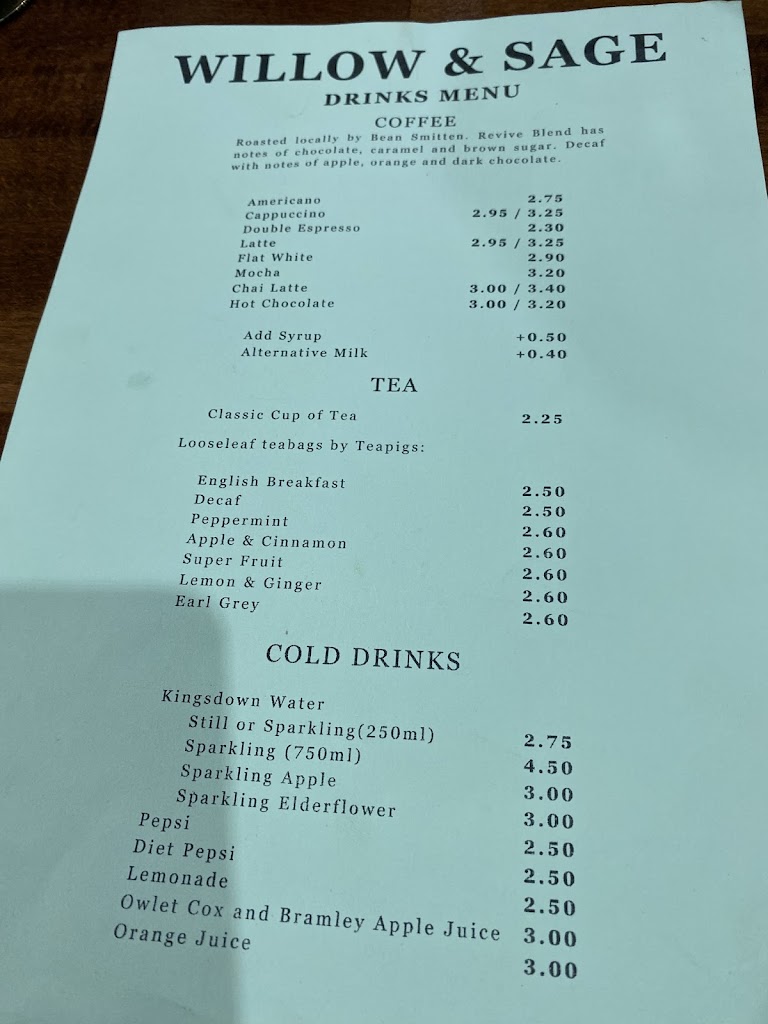 WILLOW & SAGE
DRINKS MENU
COFFEE
Roasted locally by Bean Smitten. Revive Blend has
notes of chocolate, caramel and brown sugar. Decaf
with notes of apple, orange and dark chocolate.
Americano 2.75
Cappuccino 2.95 / 3.25
Double Espresso 2.30
Latte 2.95 / 3.25
Flat White 2.90
Mocha 3.20
Chai Latte 3.00 / 3.40
Hot Chocolate 3.00 / 3.20
Add Syrup +0.50
Alternative Milk +0.40
TEA
Classic Cup of Tea 2.25
Looseleaf teabags by Teapigs:
English Breakfast 2.50
Decaf 2.50
Peppermint 2.60
Apple & Cinnamon 2.60
Super Fruit 2.60
Lemon & Ginger 2.60
Earl Grey 2.60
COLD DRINKS
Kingsdown Water
Still or Sparkling(250ml) 2.75
Sparkling (750ml) 4.50
Sparkling Apple 3.00
Sparkling Elderflower 3.00
Pepsi 2.50
Diet Pepsi 2.50
Lemonade 2.50
Owlet Cox and Bramley Apple Juice 3.00
Orange Juice 3.00